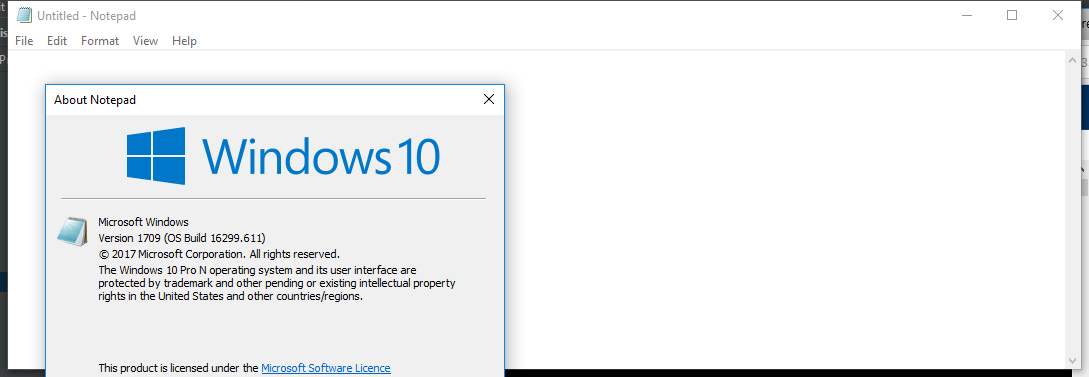 Untitled - Notepad
File Edit Format View Help
About Notepad
Windows 10
Microsoft Windows
Version 1709 (OS Build 16299.611)
© 2017 Microsoft Corporation. All rights reserved.
The Windows 10 Pro N operating system and its user interface are
protected by trademark and other pending or existing intellectual property
rights in the United States and other countries/regions.
This product is licensed under the Microsoft Software Licence